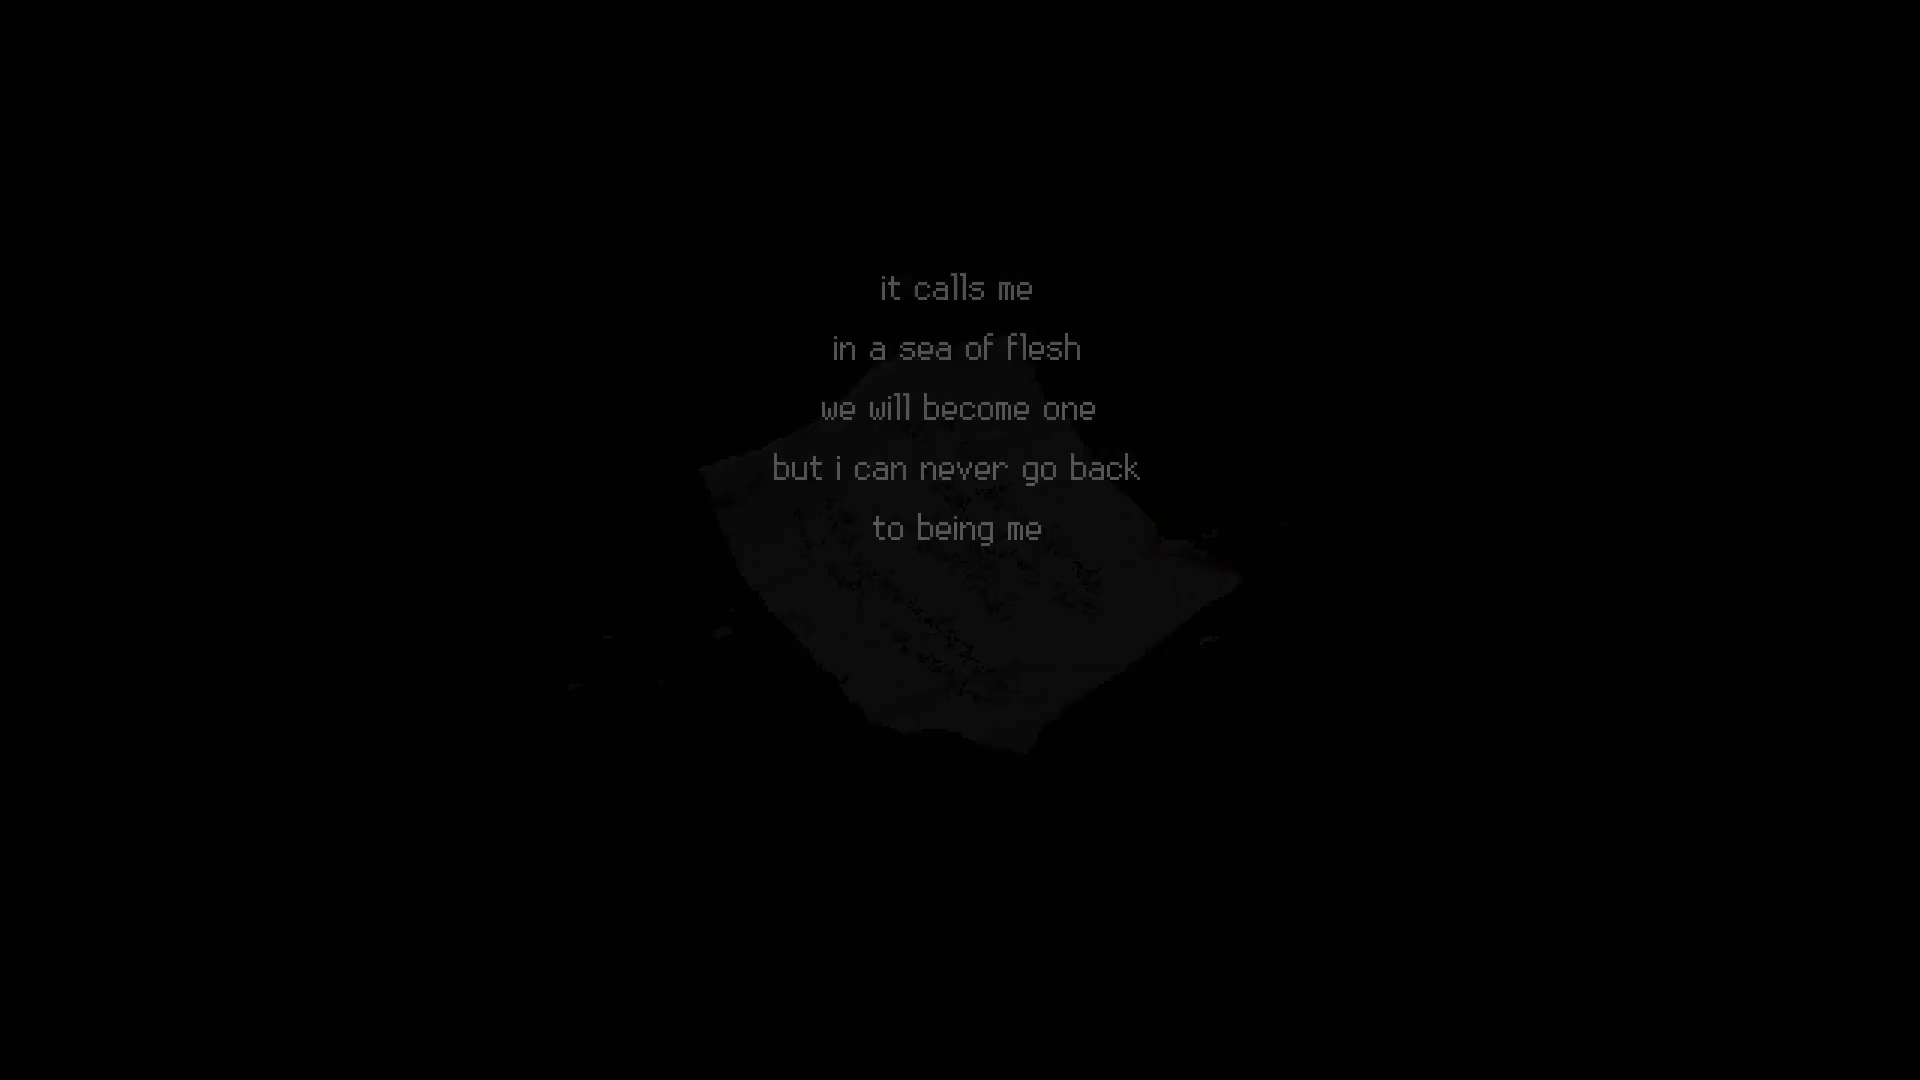 it calls me
in a sea of flesh
we will become one
but i can never go back
to being me